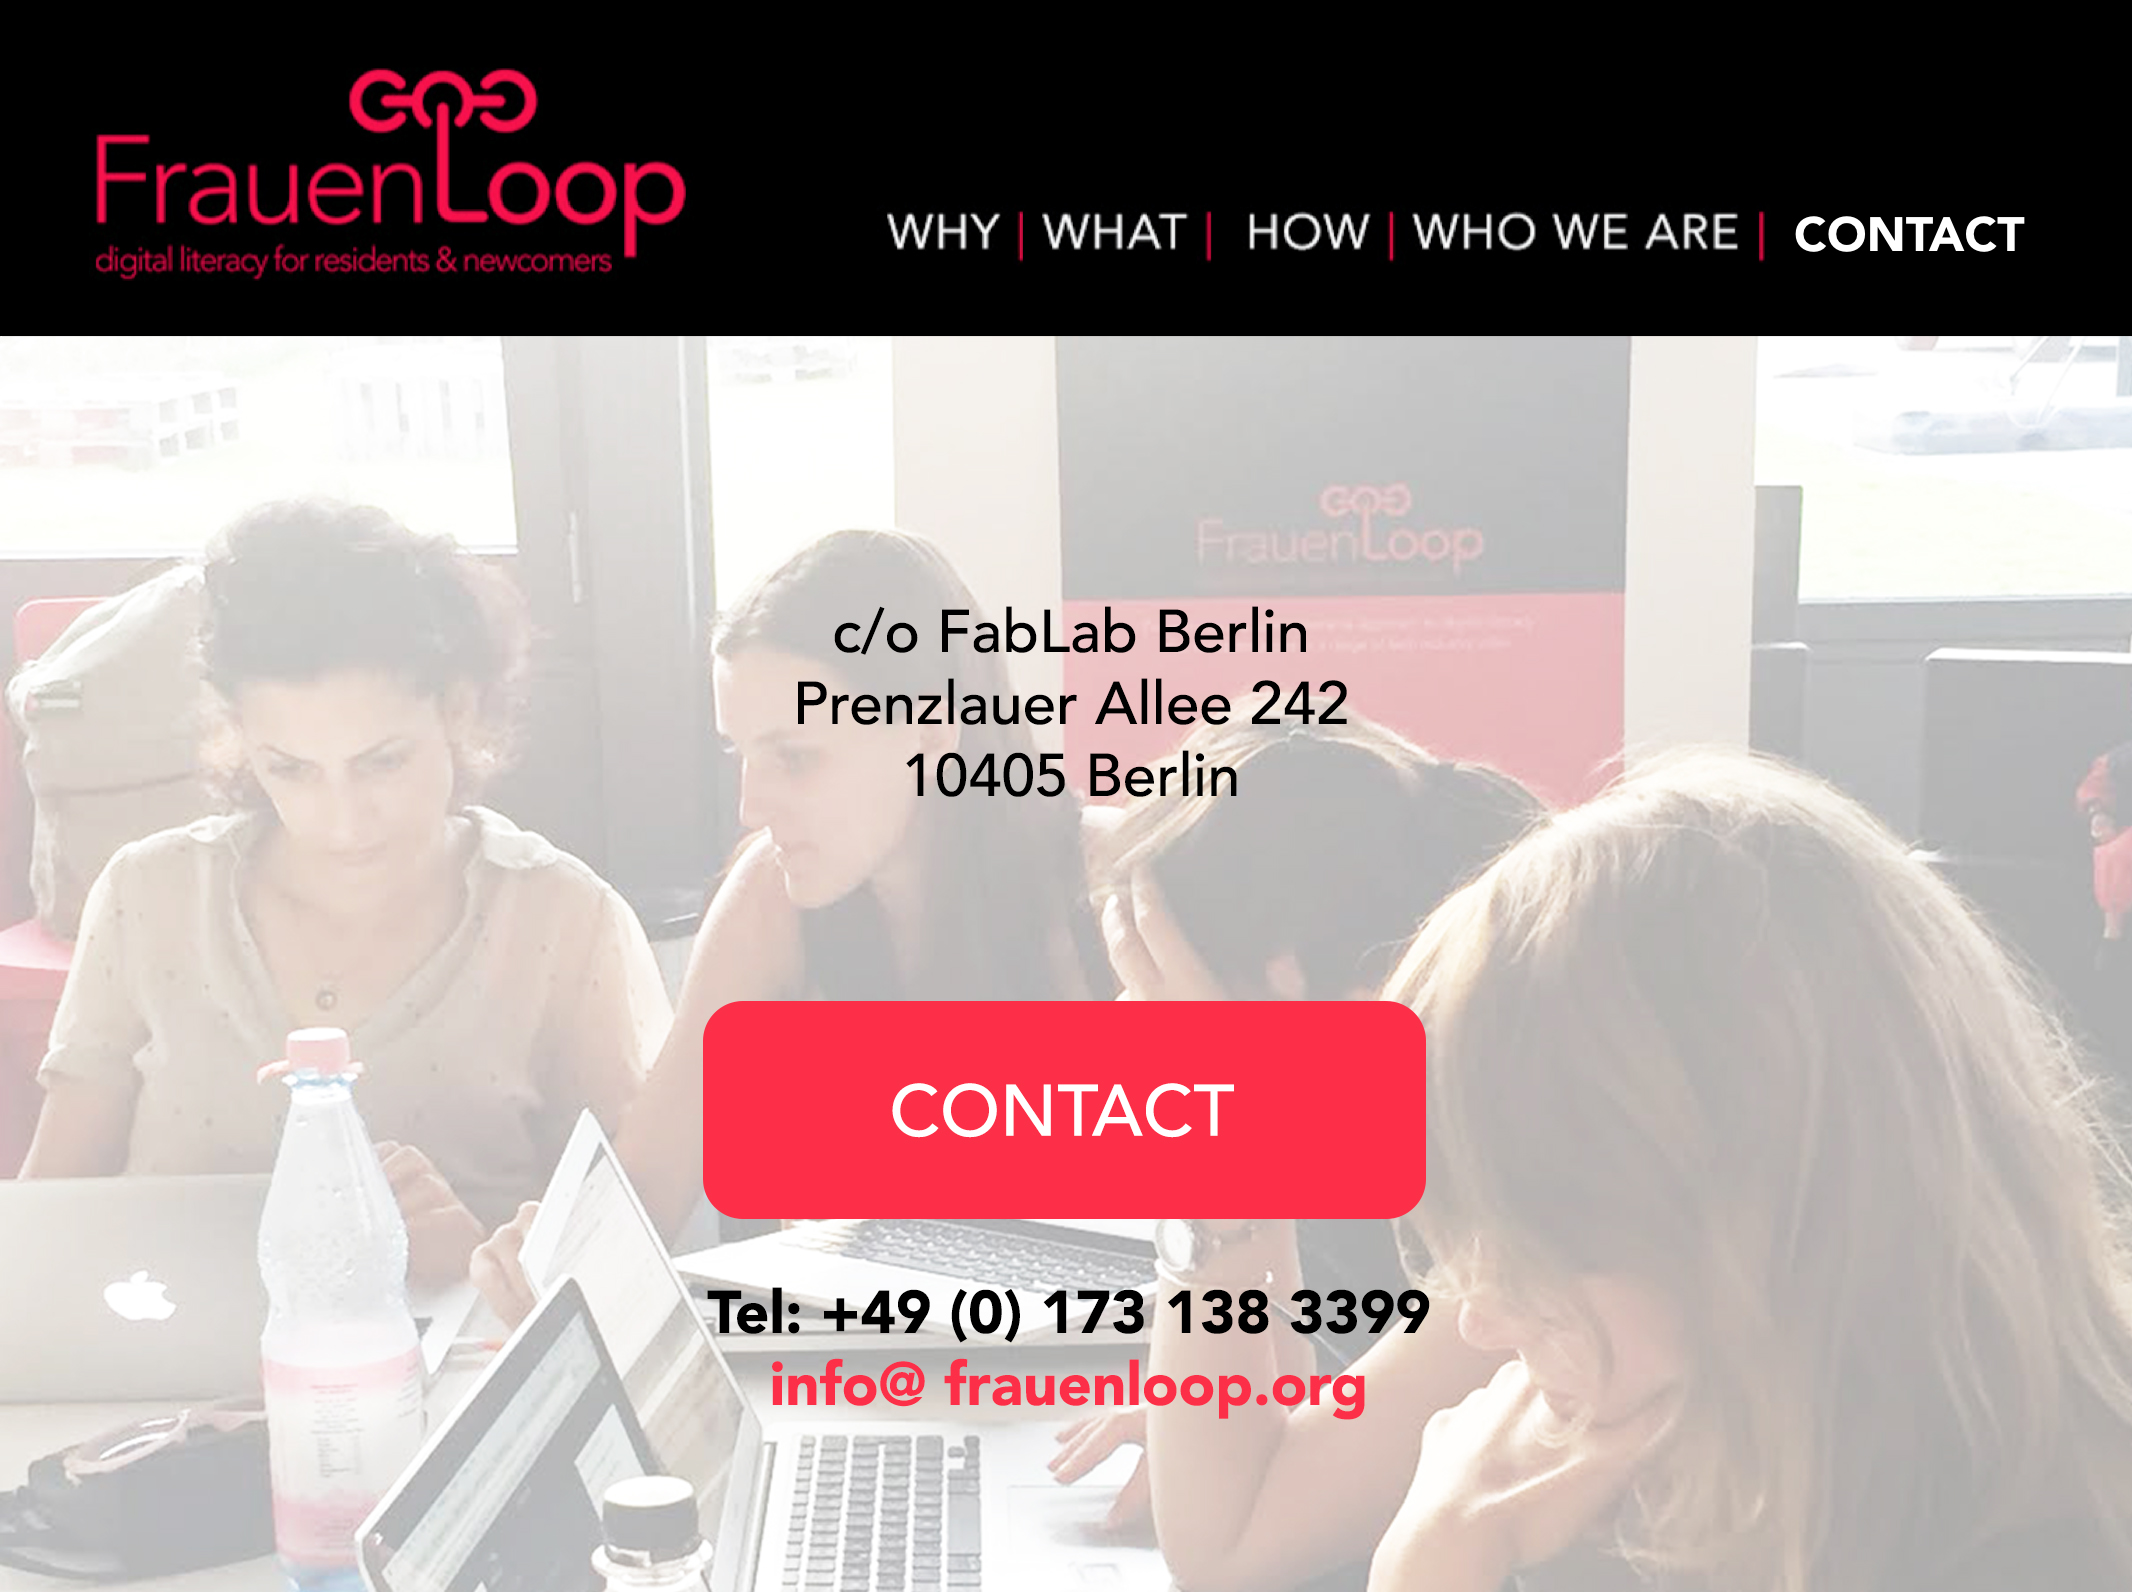 FrauenLoop
digital literacy for residents & newcomers
WHY | WHAT | HOW | WHO WE ARE | CONTACT
FrauenLoop
c/o FabLab Berlin
Prenzlauer Allee 242
10405 Berlin
CONTACT
Tel: +49 (0) 173 138 3399
info@ frauenloop.org